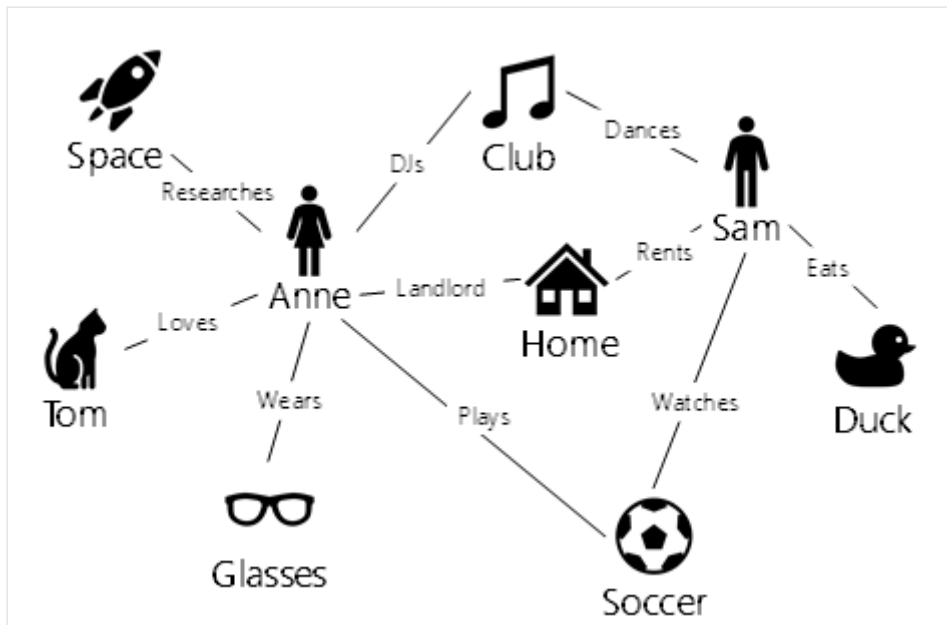 Space
Researches
DJs
Club
Dances
Sam
Anne
Landlord
Rents
Eats
Loves
Home
Tom
Wears
Plays
Watches
Duck
Glasses
Soccer